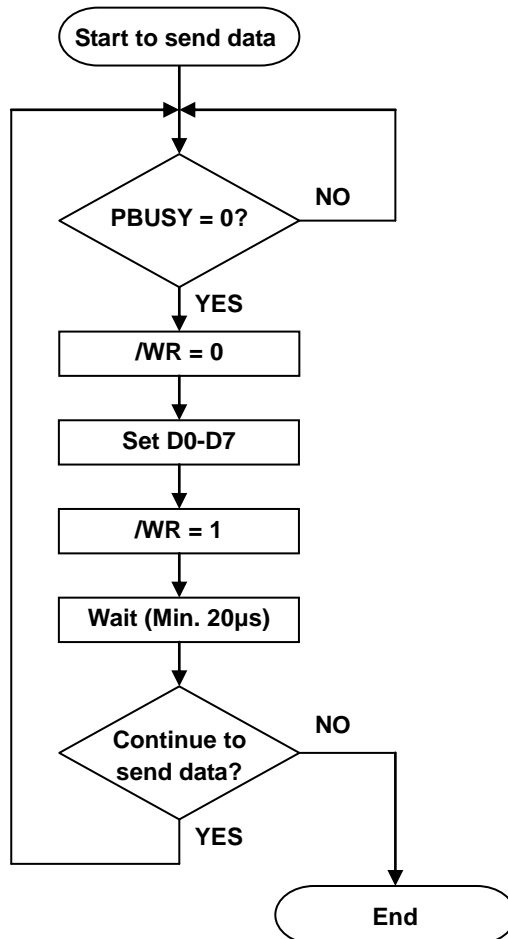 Start to send data
PBUSY = 0?
NO
YES
/WR = 0
Set D0-D7
/WR = 1
Wait (Min. 20µs)
Continue to
send data?
NO
YES
End